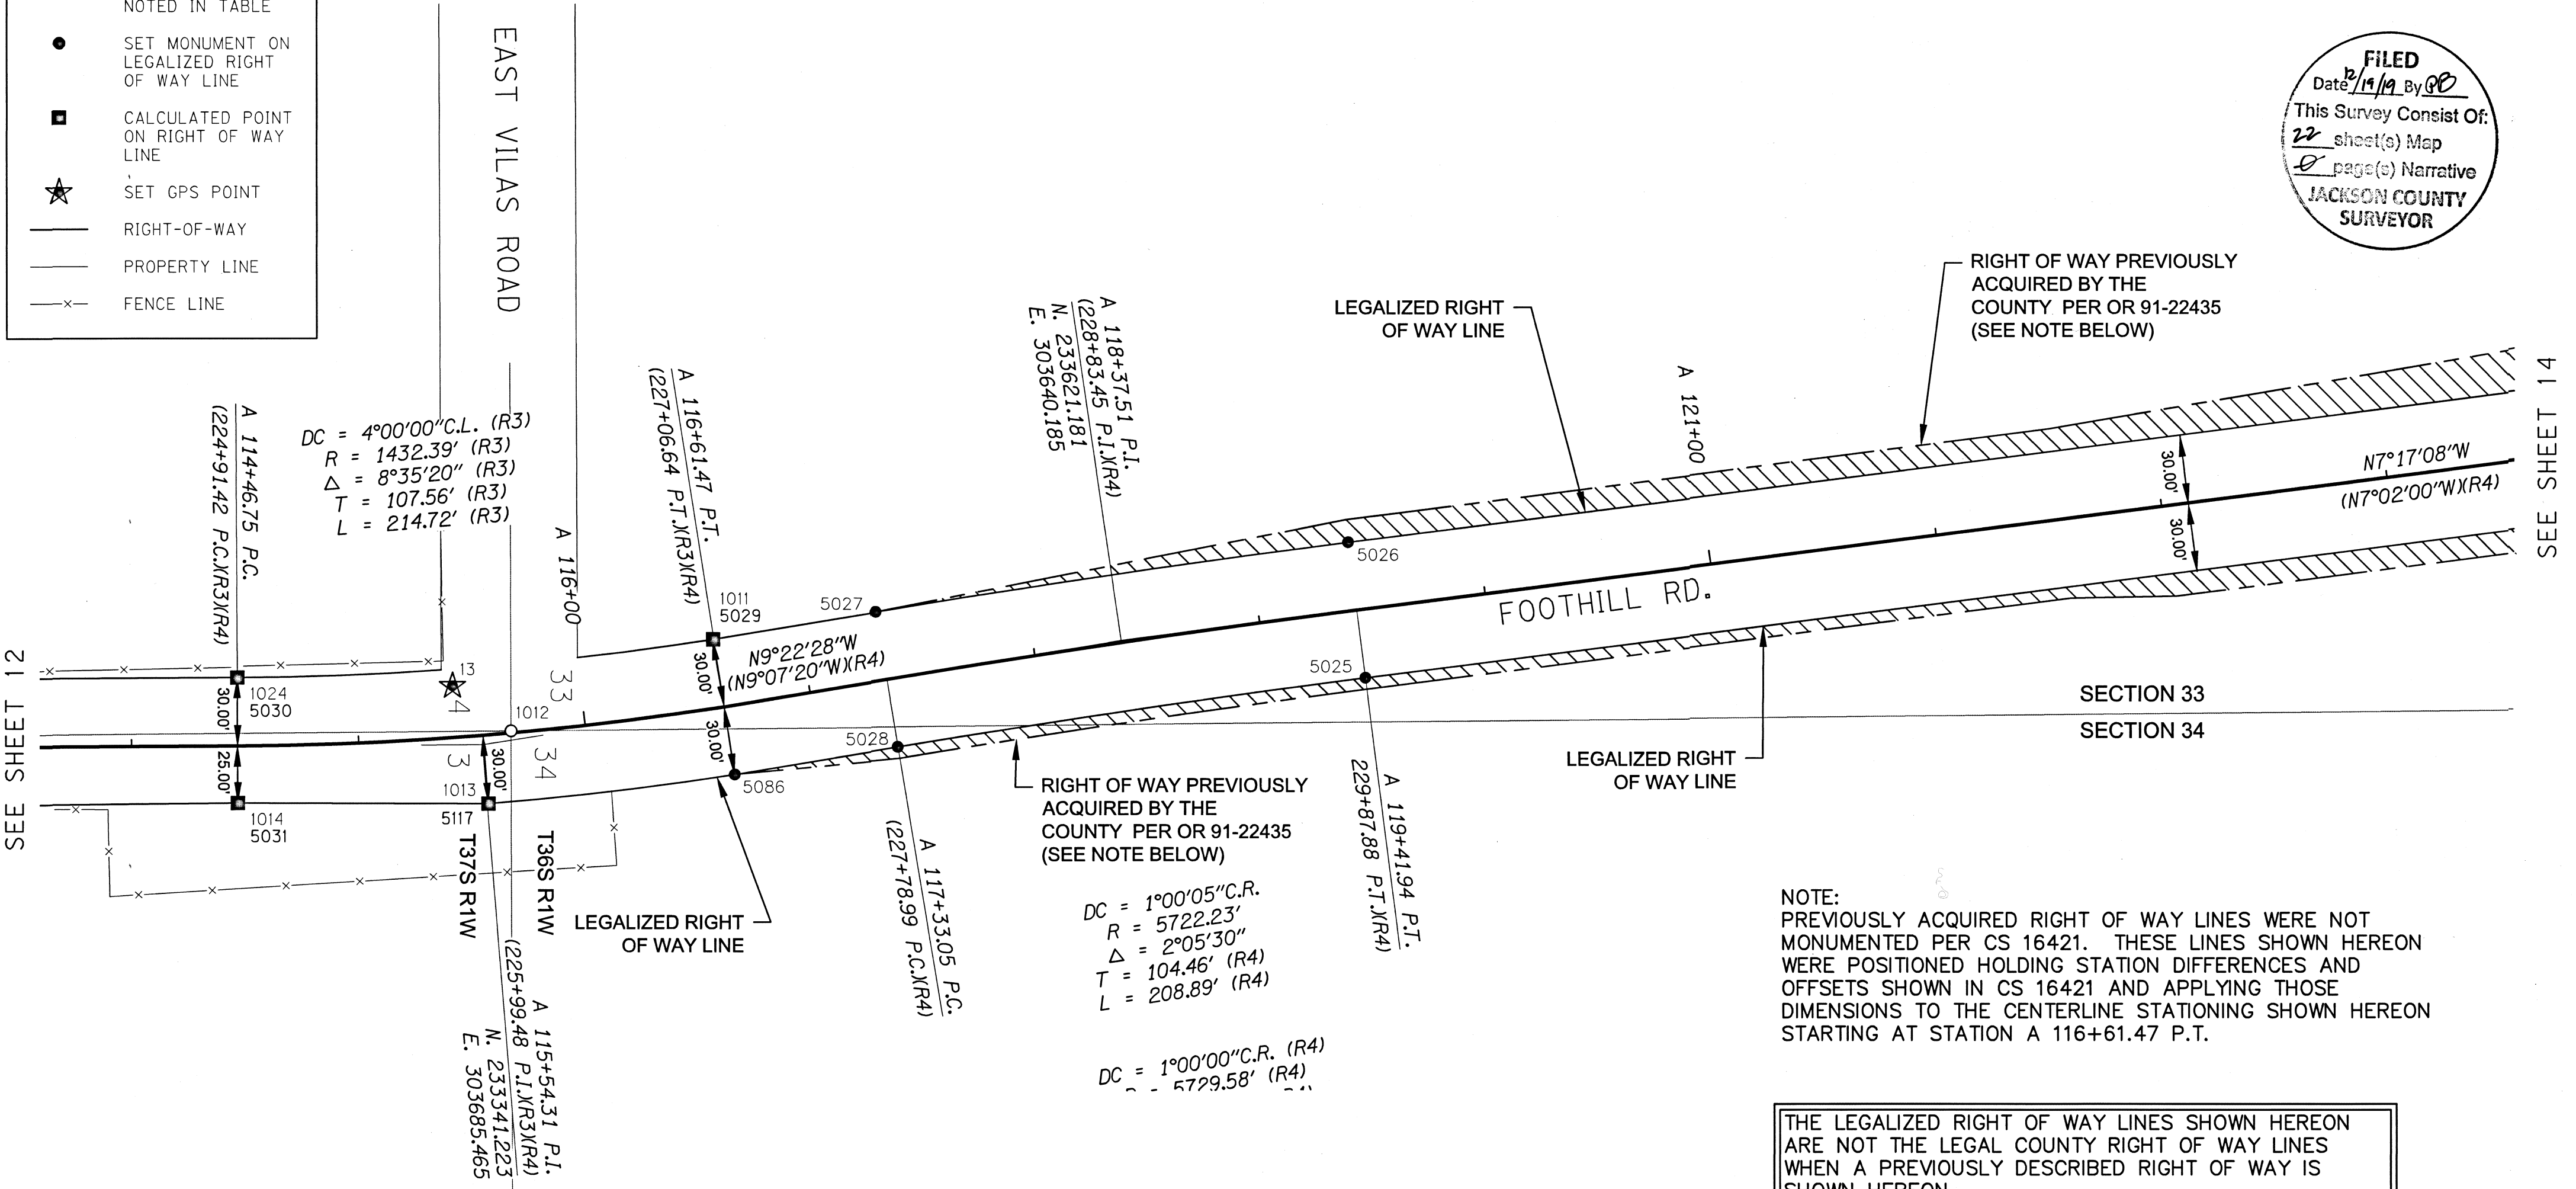 NOTED IN TABLE
SET MONUMENT ON
LEGALIZED RIGHT
OF WAY LINE
CALCULATED POINT
ON RIGHT OF WAY
LINE
SET GPS POINT
RIGHT-OF-WAY
PROPERTY LINE
FENCE LINE
EAST VILAS ROAD
FILED
Date 12/19/19 By PB
This Survey Consist Of:
22 sheet(s) Map
0 page(s) Narrative
JACKSON COUNTY
SURVEYOR
RIGHT OF WAY PREVIOUSLY
ACQUIRED BY THE
COUNTY PER OR 91-22435
(SEE NOTE BELOW)
LEGALIZED RIGHT
OF WAY LINE
A 118+37.51 P.I.
(228+83.45 P.I.)(R4)
N. 233621.181
E. 303640.185
A 121+00
A 116+61.47 P.T.
(227+06.64 P.T.)(R3)(R4)
A 114+46.75 P.C.
(224+91.42 P.C.)(R3)(R4)
DC = 4°00'00"C.L. (R3)
R = 1432.39' (R3)
Δ = 8°35'20" (R3)
T = 107.56' (R3)
L = 214.72' (R3)
A 116+00
SEE SHEET 14
N7°17'08"W
(N7°02'00"W)(R4)
30.00'
30.00'
5026
FOOTHILL RD.
1011
5029
5027
N9°22'28"W
(N9°07'20"W)(R4)
30.00'
30.00'
5025
SEE SHEET 12
13
4
33
1024
5030
30.00'
1012
SECTION 33
SECTION 34
5028
5086
3
34
30.00'
25.00'
1013
5117
1014
5031
LEGALIZED RIGHT
OF WAY LINE
RIGHT OF WAY PREVIOUSLY
ACQUIRED BY THE
COUNTY PER OR 91-22435
(SEE NOTE BELOW)
A 119+41.94 P.T.
229+87.88 P.T.)(R4)
A 117+33.05 P.C.
(227+78.99 P.C.)(R4)
T37S R1W
T36S R1W
LEGALIZED RIGHT
OF WAY LINE
DC = 1°00'05"C.R.
R = 5722.23'
Δ = 2°05'30"
T = 104.46' (R4)
L = 208.89' (R4)
DC = 1°00'00"C.R. (R4)
5729.58' (R4)
A 115+54.31 P.I.
(225+99.48 P.I.)(R3)(R4)
N. 233341.223
E. 303685.465
NOTE:
PREVIOUSLY ACQUIRED RIGHT OF WAY LINES WERE NOT
MONUMENTED PER CS 16421. THESE LINES SHOWN HEREON
WERE POSITIONED HOLDING STATION DIFFERENCES AND
OFFSETS SHOWN IN CS 16421 AND APPLYING THOSE
DIMENSIONS TO THE CENTERLINE STATIONING SHOWN HEREON
STARTING AT STATION A 116+61.47 P.T.
THE LEGALIZED RIGHT OF WAY LINES SHOWN HEREON
ARE NOT THE LEGAL COUNTY RIGHT OF WAY LINES
WHEN A PREVIOUSLY DESCRIBED RIGHT OF WAY IS
SHOWN HEREON